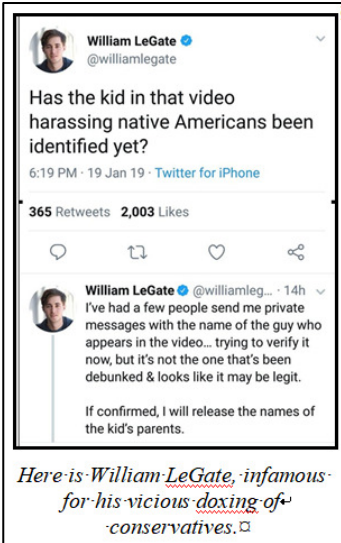 William LeGate
@williamlegate
Has the kid in that video
harassing native Americans been
identified yet?
6:19 PM · 19 Jan 19 · Twitter for iPhone
365 Retweets 2,003 Likes
William LeGate @williamleg... · 14h
I've had a few people send me private
messages with the name of the guy who
appears in the video... trying to verify it
now, but it's not the one that's been
debunked & looks like it may be legit.
If confirmed, I will release the names of
the kid's parents.
Here·is·William·LeGate,·infamous·
for·his·vicious·doxing·of↵
·conservatives.¤